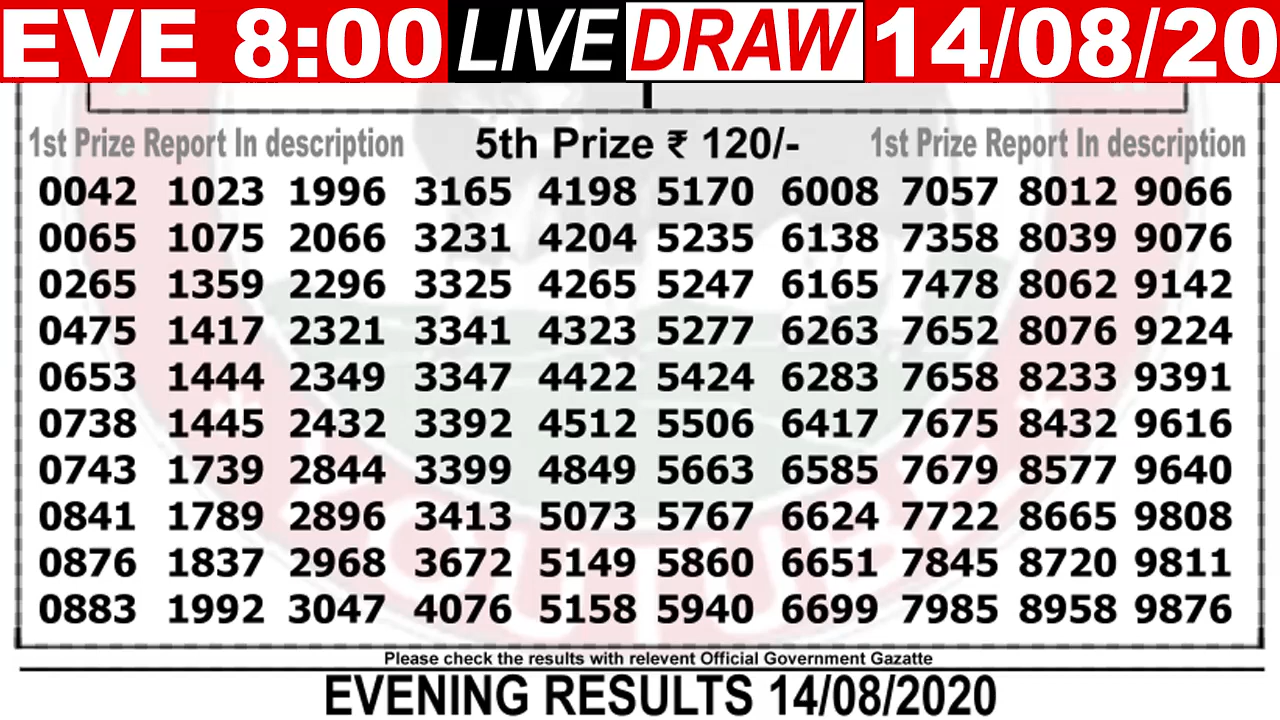 EVE 8:00 LIVE DRAW 14/08/20
1st Prize Report In description 5th Prize ₹ 120/- 1st Prize Report In description
0042 1023 1996 3165 4198 5170 6008 7057 8012 9066
0065 1075 2066 3231 4204 5235 6138 7358 8039 9076
0265 1359 2296 3325 4265 5247 6165 7478 8062 9142
0475 1417 2321 3341 4323 5277 6263 7652 8076 9224
0653 1444 2349 3347 4422 5424 6283 7658 8233 9391
0738 1445 2432 3392 4512 5506 6417 7675 8432 9616
0743 1739 2844 3399 4849 5663 6585 7679 8577 9640
0841 1789 2896 3413 5073 5767 6624 7722 8665 9808
0876 1837 2968 3672 5149 5860 6651 7845 8720 9811
0883 1992 3047 4076 5158 5940 6699 7985 8958 9876
Please check the results with relevent Official Government Gazatte
EVENING RESULTS 14/08/2020